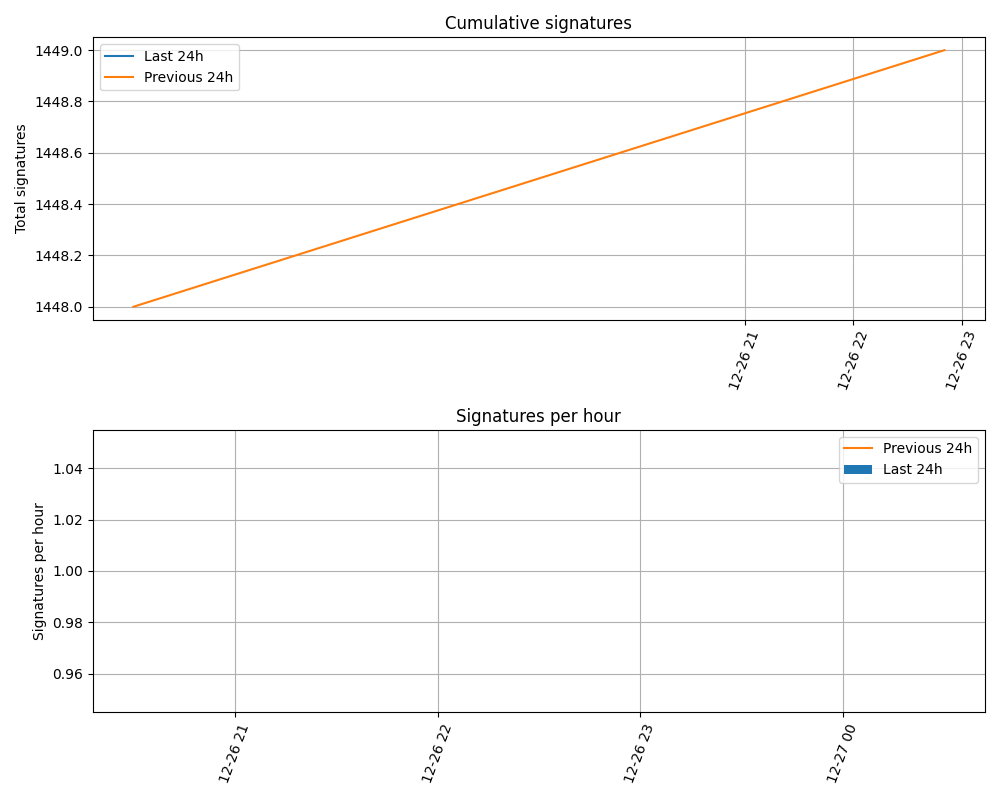 Cumulative signatures
1449.0
1448.8
1448.6
1448.4
1448.2
1448.0
Total signatures
Last 24h
Previous 24h
12-26 21
12-26 22
12-26 23
Signatures per hour
1.04
1.02
1.00
0.98
0.96
Signatures per hour
Previous 24h
Last 24h
12-26 21
12-26 22
12-26 23
12-27 00